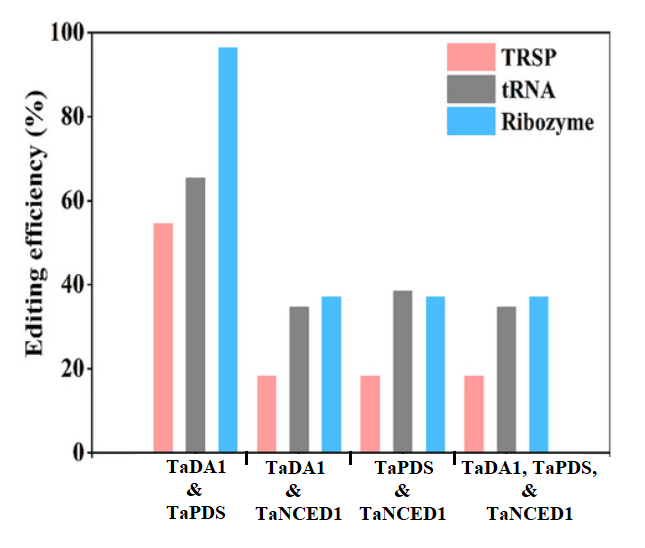 100
80
60
40
20
0
Editing efficiency (%)
TRSP
tRNA
Ribozyme
TaDA1
&
TaPDS
TaDA1
&
TaNCED1
TaPDS
&
TaNCED1
TaDA1, TaPDS,
&
TaNCED1